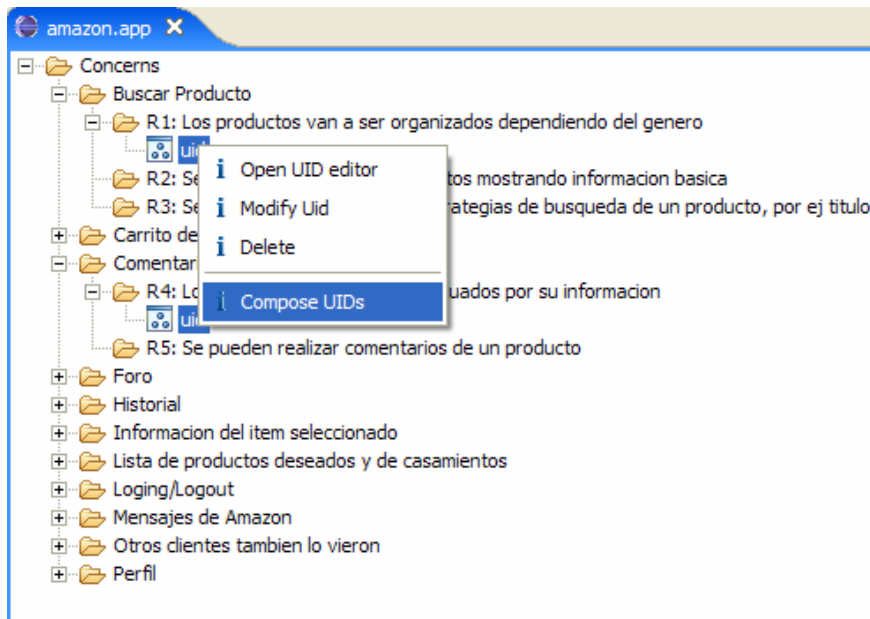 amazon.app
Concerns
Buscar Producto
R1: Los productos van a ser organizados dependiendo del genero
uid
Open UID editor
R2: Se tos mostrando informacion basica
Modify Uid
R3: Se rategias de busqueda de un producto, por ej titulo
Carrito de
Delete
Comentar
R4: Lo uados por su informacion
Compose UIDs
uid
R5: Se pueden realizar comentarios de un producto
Foro
Historial
Informacion del item seleccionado
Lista de productos deseados y de casamientos
Loging/Logout
Mensajes de Amazon
Otros clientes tambien lo vieron
Perfil